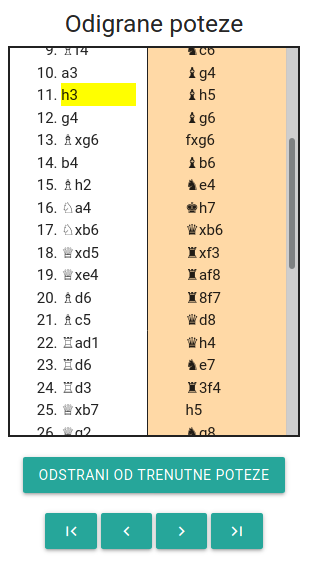 Odigrane poteze
9. ♗f4 ♞c6
10. a3 ♝g4
11. h3 ♝h5
12. g4 ♝g6
13. ♗xg6 fxg6
14. b4 ♝b6
15. ♗h2 ♞e4
16. ♘a4 ♚h7
17. ♘xb6 ♛xb6
18. ♕xd5 ♜xf3
19. ♕xe4 ♜af8
20. ♗d6 ♜8f7
21. ♗c5 ♛d8
22. ♖ad1 ♛h4
23. ♖d6 ♞e7
24. ♖d3 ♜3f4
25. ♕xb7 h5
26. ♕g2 ♞g8
ODSTRANI OD TRENUTNE POTEZE